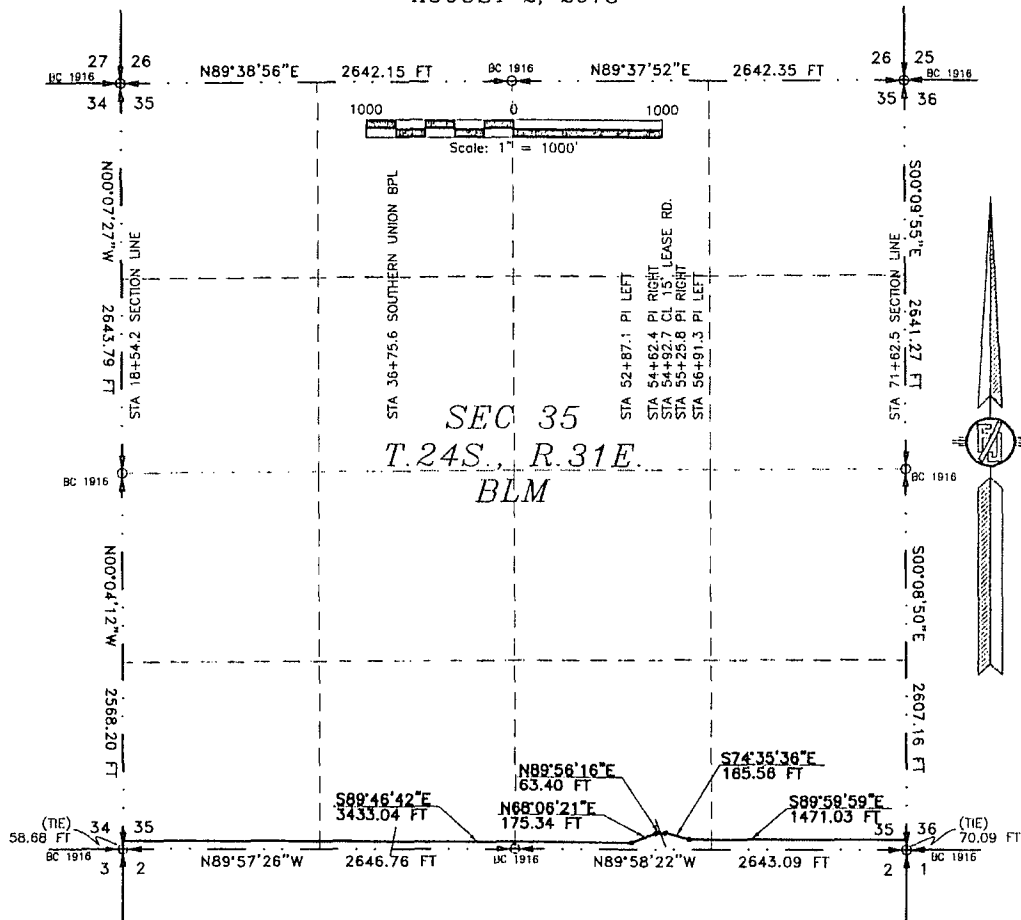 27 26
26 25
BC 1916
N89°38'56"E 2642.15 FT
BC 1916
N89°37'52"E 2642.35 FT
BC 1916
34 35
35 36
1000 0 1000
Scale: 1" = 1000'
N00°07'27"W 2643.79 FT
STA 18+54.2 SECTION LINE
STA 36+75.6 SOUTHERN UNION BPL
STA 52+87.1 PI LEFT
STA 54+62.4 PI RIGHT
STA 54+92.7 CL 15' LEASE RD.
STA 55+25.8 PI RIGHT
STA 56+91.3 PI LEFT
STA 71+62.5 SECTION LINE
S00°09'55"E 2641.27 FT
SEC 35
T.24S., R.31E.
BLM
BC 1916
BC 1916
N00°04'12"W 2568.20 FT
S00°08'50"E 2607.16 FT
N89°56'16"E
63.40 FT
S74°35'36"E
165.56 FT
S89°46'42"E
3433.04 FT
N68°06'21"E
175.34 FT
S89°59'59"E
1471.03 FT
(TIE)
58.68 FT
34 35
35 36
(TIE)
70.09 FT
BC 1916
N89°57'26"W 2646.76 FT
BC 1916
N89°58'22"W 2643.09 FT
BC 1916
3 2
2 1